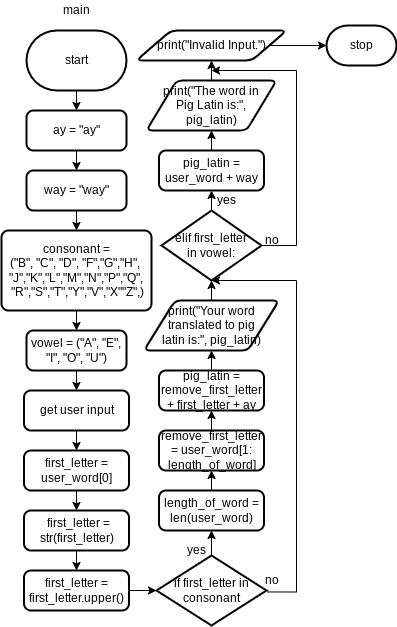 main
start
ay = "ay"
way = "way"
consonant =
("B", "C", "D", "F","G","H",
"J","K","L","M","N","P","Q",
"R","S","T","Y","V","X""Z",)
vowel = ("A", "E",
"I", "O", "U")
get user input
first_letter =
user_word[0]
first_letter =
str(first_letter)
first_letter =
first_letter.upper()
if first_letter in
consonant
yes
no
length_of_word =
len(user_word)
remove_first_letter
= user_word[1:
length_of_word]
pig_latin =
remove_first_letter
+ first_letter + ay
print("Your word
translated to pig
latin is:", pig_latin)
elif first_letter
in vowel:
yes
no
pig_latin =
user_word + way
print("The word in
Pig Latin is:",
pig_latin)
print("Invalid Input.")
stop